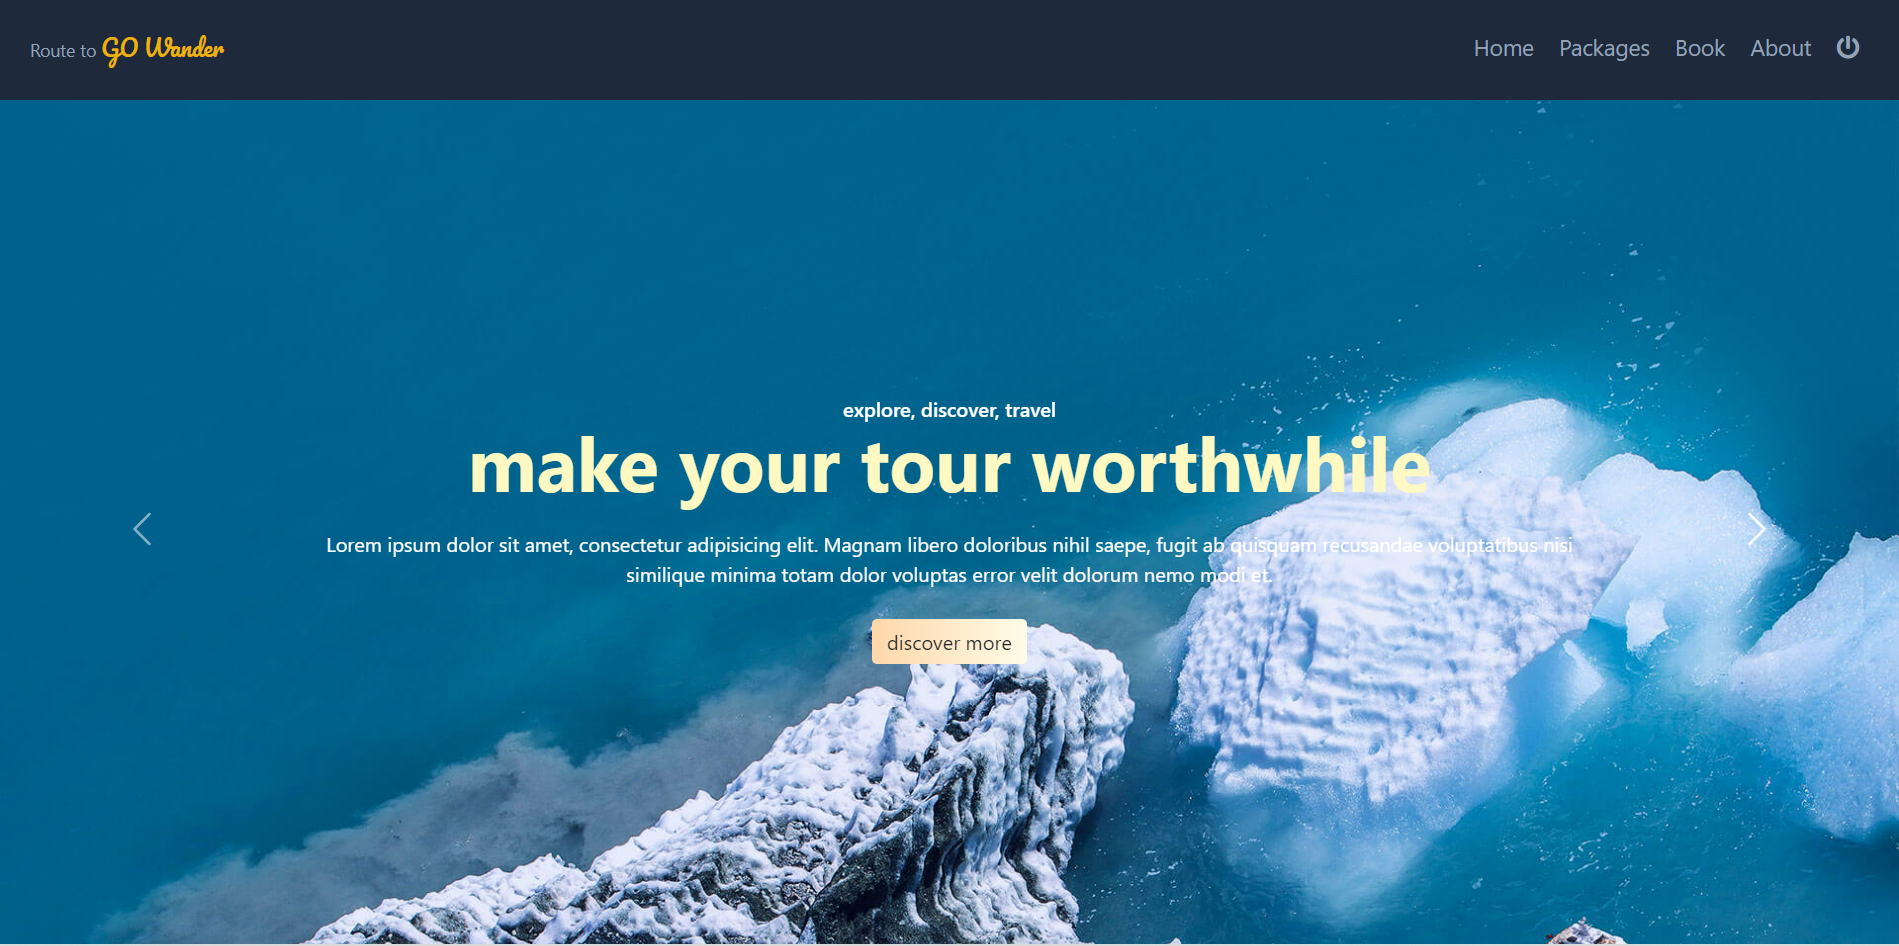 Route to GO Wander
Home Packages Book About
explore, discover, travel
make your tour worthwhile
Lorem ipsum dolor sit amet, consectetur adipisicing elit. Magnam libero doloribus nihil saepe, fugit ab quisquam recusandae voluptatibus nisi
similique minima totam dolor voluptas error velit dolorum nemo modi et.
discover more